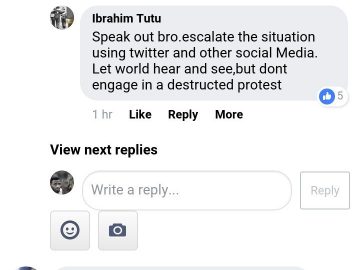 Ibrahim Tutu
Speak out bro.escalate the situation
using twitter and other social Media.
Let world hear and see,but dont
engage in a destructed protest
5
1 hr Like Reply More
View next replies
Write a reply... Reply